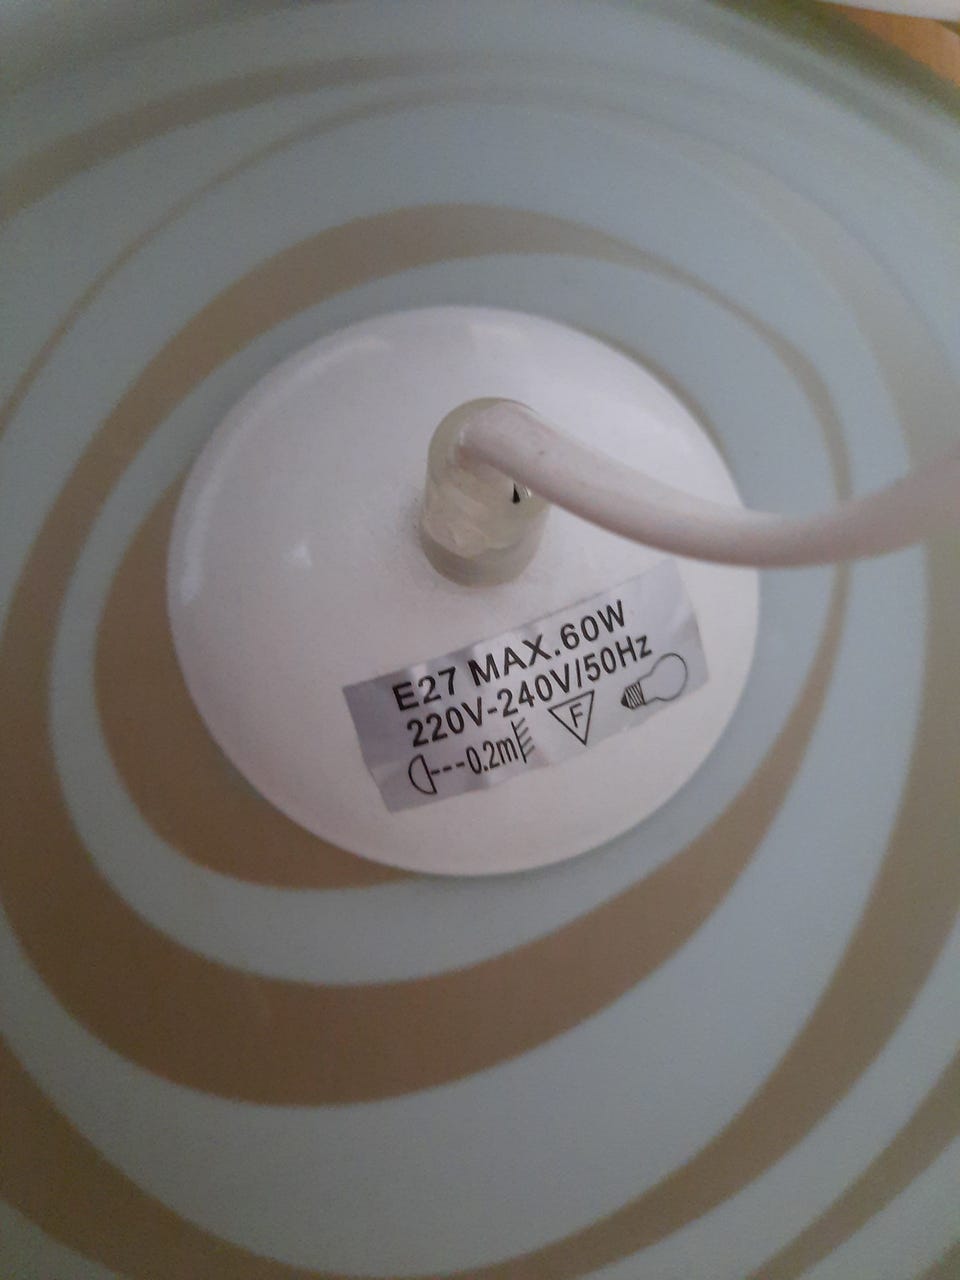 E27 MAX.60W
220V-240V/50Hz
---0.2m F